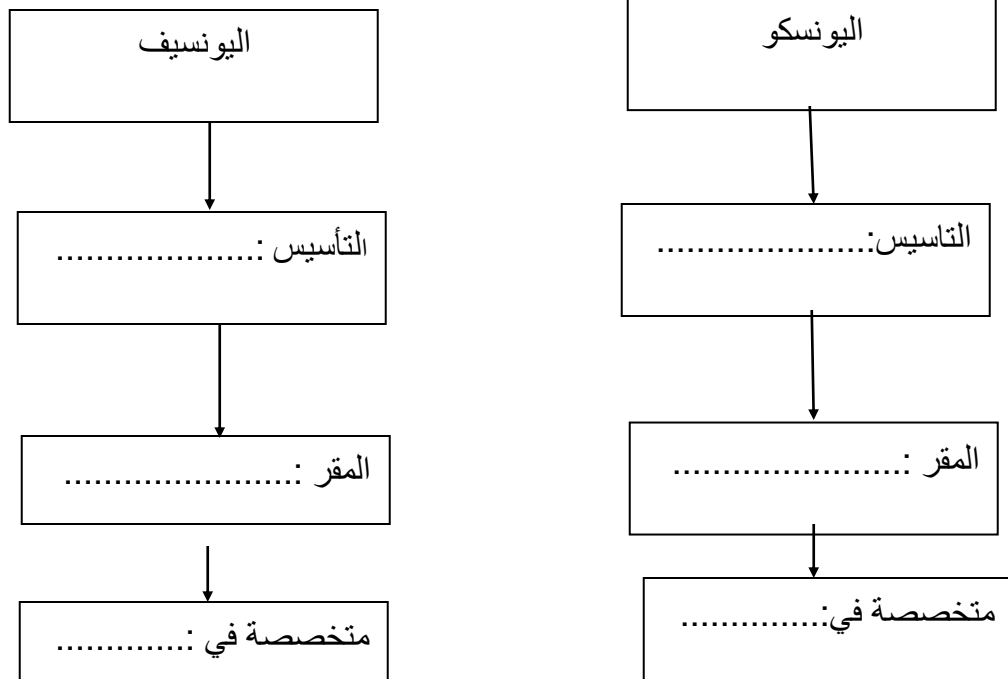 اليونسكو
التاسيس:.....................
المقر :.......................
متخصصة في:..............
اليونسيف
التأسيس :....................
المقر :.......................
متخصصة في :.............